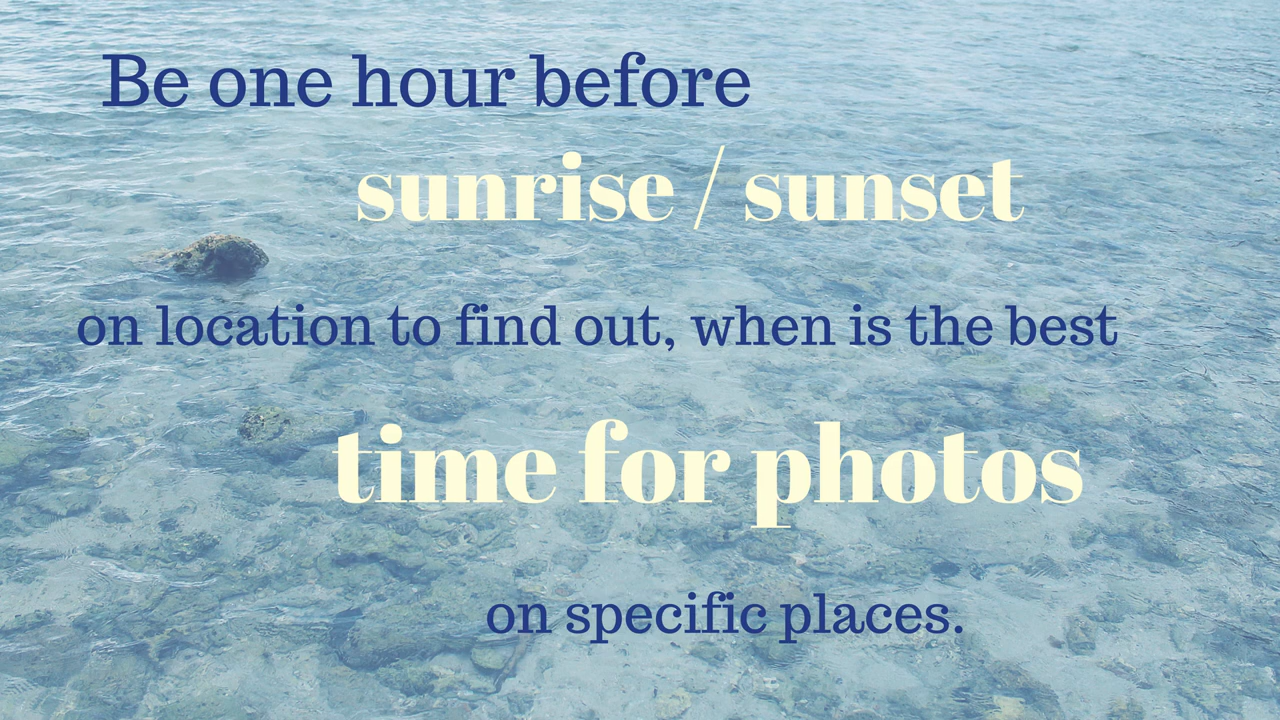 Be one hour before
sunrise / sunset
on location to find out, when is the best
time for photos
on specific places.